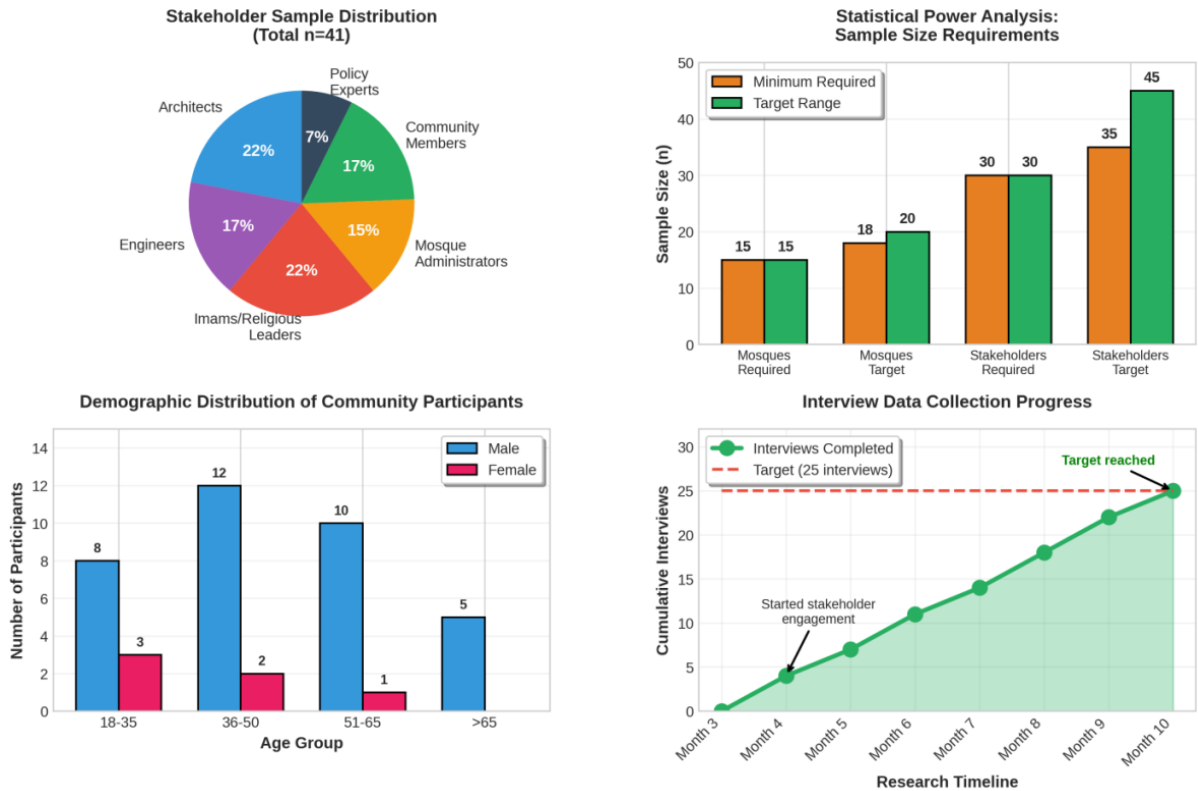 Stakeholder Sample Distribution
(Total n=41)
Policy
Experts
Architects
Community
Members
7%
22%
17%
17%
15%
Engineers
Mosque
Administrators
22%
Imams/Religious
Leaders
Statistical Power Analysis:
Sample Size Requirements
50
40
30
20
10
0
Sample Size (n)
Minimum Required
Target Range
15
15
18
20
30
30
35
45
Mosques
Required
Mosques
Target
Stakeholders
Required
Stakeholders
Target
Demographic Distribution of Community Participants
14
12
10
8
6
4
2
0
Number of Participants
Male
Female
8
3
12
2
10
1
5
18-35
36-50
51-65
>65
Age Group
Interview Data Collection Progress
30
25
20
15
10
5
0
Cumulative Interviews
Interviews Completed
Target (25 interviews)
Target reached
Started stakeholder
engagement
Month 3
Month 4
Month 5
Month 6
Month 7
Month 8
Month 9
Month 10
Research Timeline